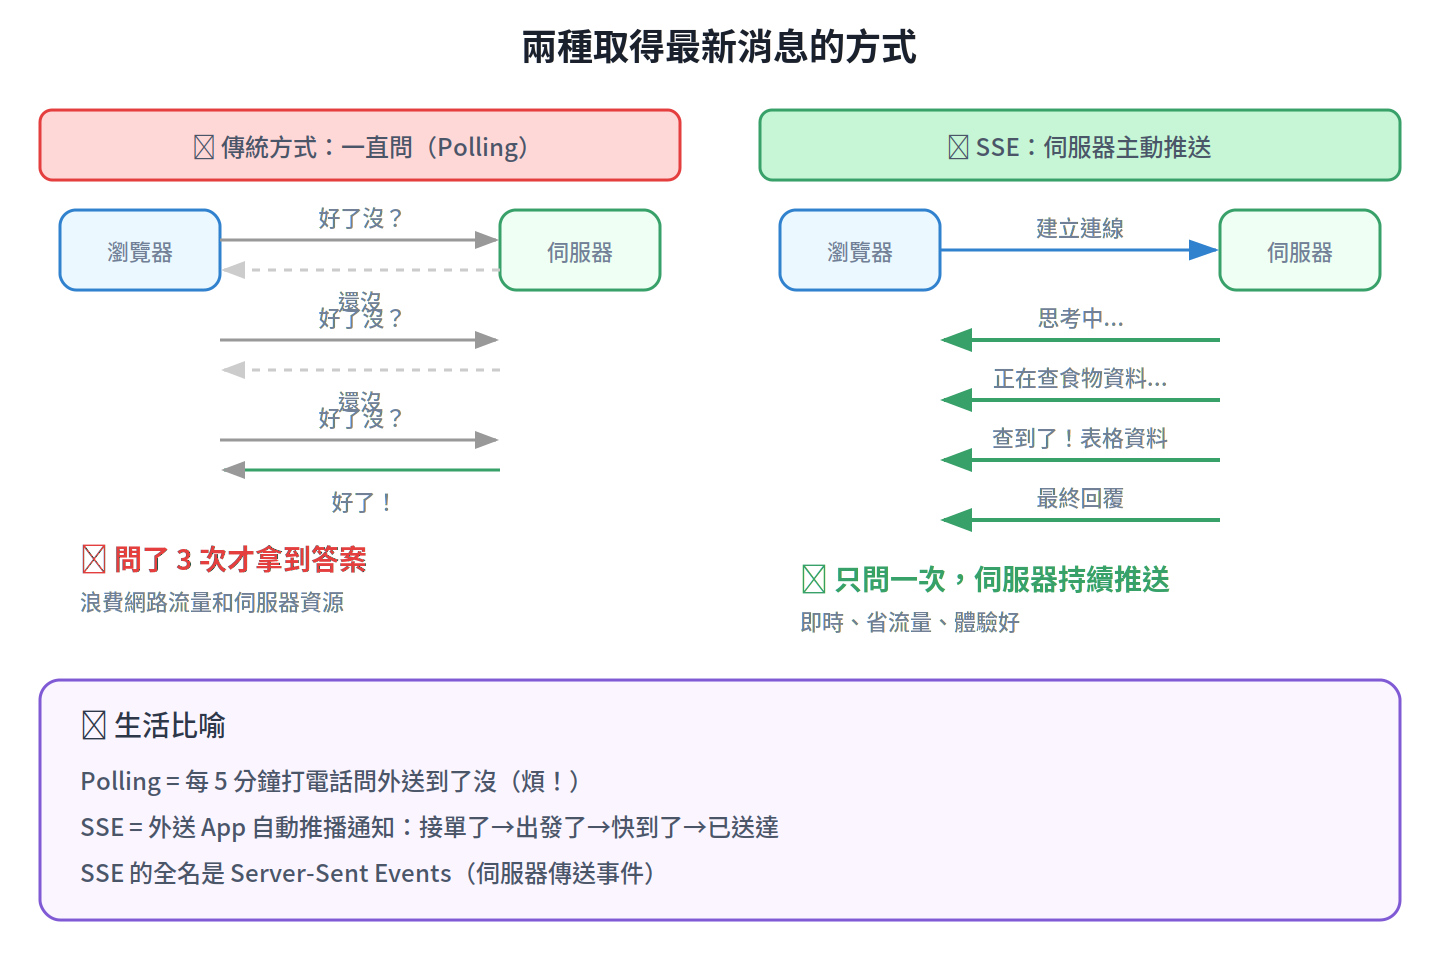 兩種取得最新消息的方式
傳統方式：一直問（Polling）
瀏覽器
伺服器
好了沒？
還沒
好了沒？
還沒
好了沒？
好了！
問了 3 次才拿到答案
浪費網路流量和伺服器資源
SSE：伺服器主動推送
瀏覽器
伺服器
建立連線
思考中...
正在查食物資料...
查到了！表格資料
最終回覆
只問一次，伺服器持續推送
即時、省流量、體驗好
生活比喻
Polling = 每 5 分鐘打電話問外送到了沒（煩！）
SSE = 外送 App 自動推播通知：接單了→出發了→快到了→已送達
SSE 的全名是 Server-Sent Events（伺服器傳送事件）